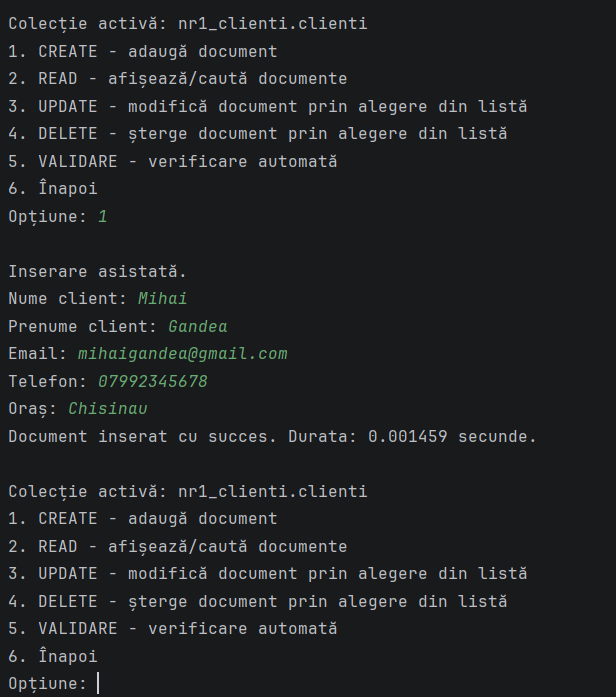 Colecție activă: nr1_clienti.clienti
1. CREATE - adaugă document
2. READ - afișează/caută documente
3. UPDATE - modifică document prin alegere din listă
4. DELETE - șterge document prin alegere din listă
5. VALIDARE - verificare automată
6. Înapoi
Opțiune: 1
Inserare asistată.
Nume client: Mihai
Prenume client: Gandea
Email: mihaigandea@gmail.com
Telefon: 07992345678
Oraș: Chisinau
Document inserat cu succes. Durata: 0.001459 secunde.
Colecție activă: nr1_clienti.clienti
1. CREATE - adaugă document
2. READ - afișează/caută documente
3. UPDATE - modifică document prin alegere din listă
4. DELETE - șterge document prin alegere din listă
5. VALIDARE - verificare automată
6. Înapoi
Opțiune: